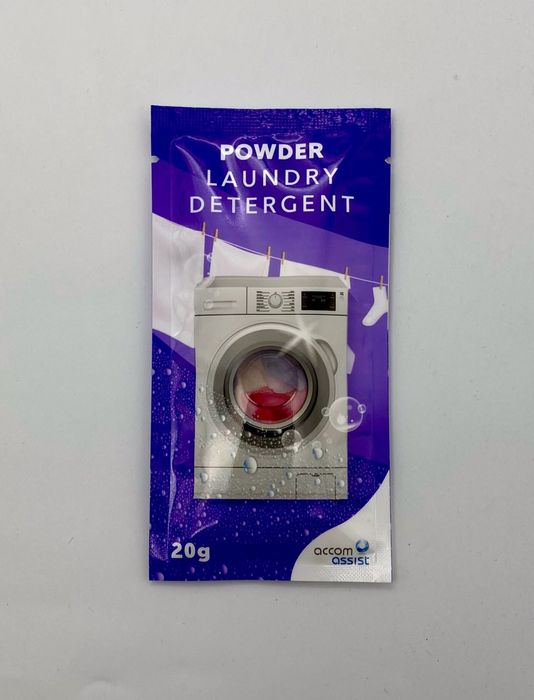 POWDER
LAUNDRY
DETERGENT
20g
accom
assist